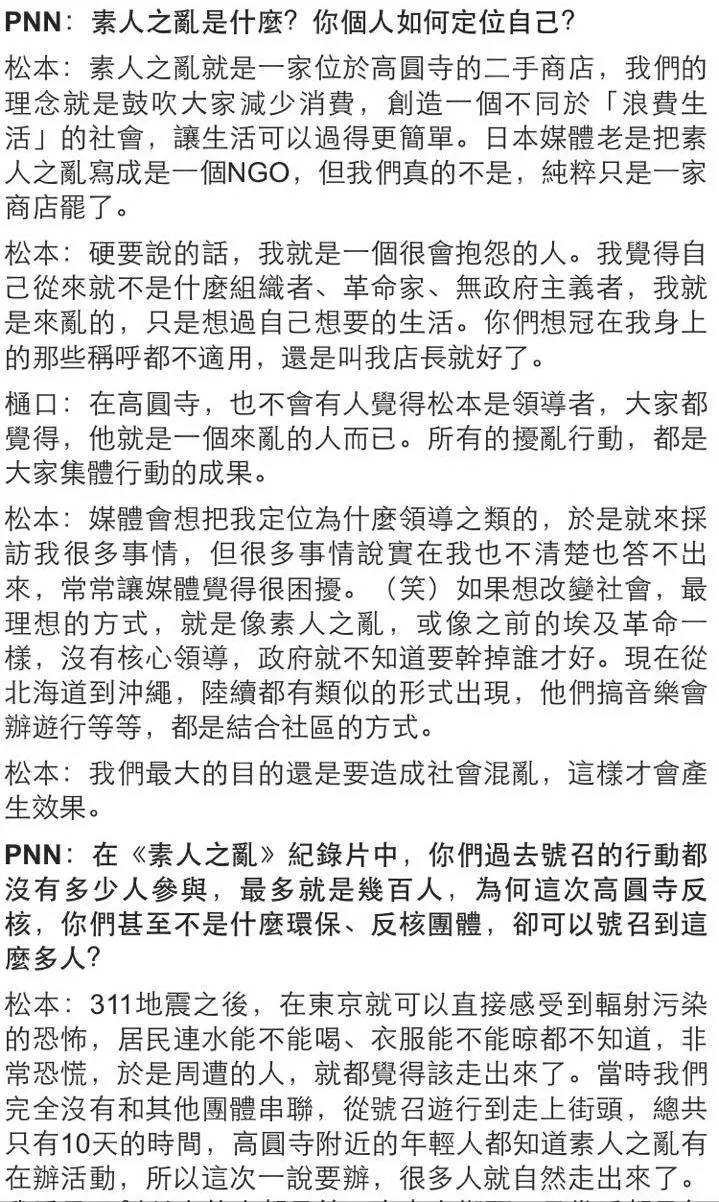 PNN：素人之亂是什麼？你個人如何定位自己？
松本：素人之亂就是一家位於高圓寺的二手商店，我們的
理念就是鼓吹大家減少消費，創造一個不同於「浪費生
活」的社會，讓生活可以過得更簡單。日本媒體老是把素
人之亂寫成是一個NGO，但我們真的不是，純粹只是一家
商店罷了。
松本：硬要說的話，我就是一個很會抱怨的人。我覺得自
己從來就不是什麼組織者、革命家、無政府主義者，我就
是來亂的，只是想過自己想要的生活。你們想冠在我身上
的那些稱呼都不適用，還是叫我店長就好了。
樋口：在高圓寺，也不會有人覺得松本是領導者，大家都
覺得，他就是一個來亂的人而已。所有的擾亂行動，都是
大家集體行動的成果。
松本：媒體會想把我定位為什麼領導之類的，於是就來採
訪我很多事情，但很多事情說實在我也不清楚也答不出
來，常常讓媒體覺得很困擾。（笑）如果想改變社會，最
理想的方式，就是像素人之亂，或像之前的埃及革命一
樣，沒有核心領導，政府就不知道要幹掉誰才好。現在從
北海道到沖繩，陸續都有類似的形式出現，他們搞音樂會
辦遊行等等，都是結合社區的方式。
松本：我們最大的目的還是要造成社會混亂，這樣才會產
生效果。
PNN：在《素人之亂》紀錄片中，你們過去號召的行動都
沒有多少人參與，最多就是幾百人，為何這次高圓寺反
核，你們甚至不是什麼環保、反核團體，卻可以號召到這
麼多人？
松本：311地震之後，在東京就可以直接感受到輻射污染
的恐怖，居民連水能不能喝、衣服能不能晾都不知道，非
常恐慌，於是周遭的人，就都覺得該走出來了。當時我們
完全沒有和其他團體串聯，從號召遊行到走上街頭，總共
只有10天的時間，高圓寺附近的年輕人都知道素人之亂有
在辦活動，所以這次一說要辦，很多人就自然走出來了。